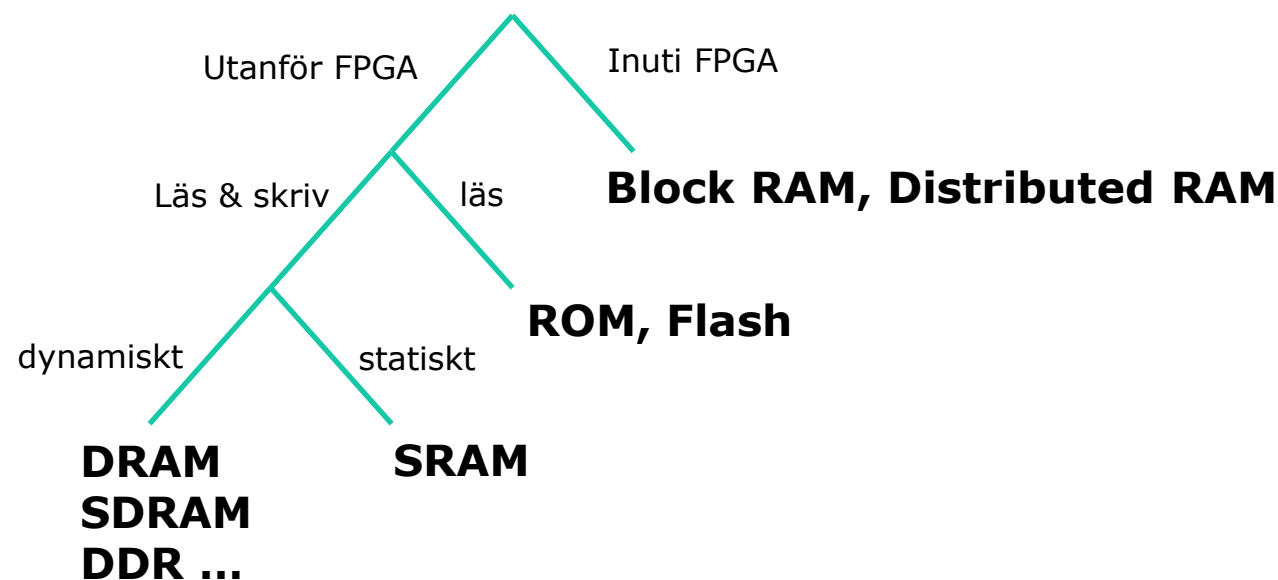 Utanför FPGA
Inuti FPGA
Läs & skriv
läs
Block RAM, Distributed RAM
ROM, Flash
dynamiskt
statiskt
DRAM
SDRAM
DDR ...
SRAM